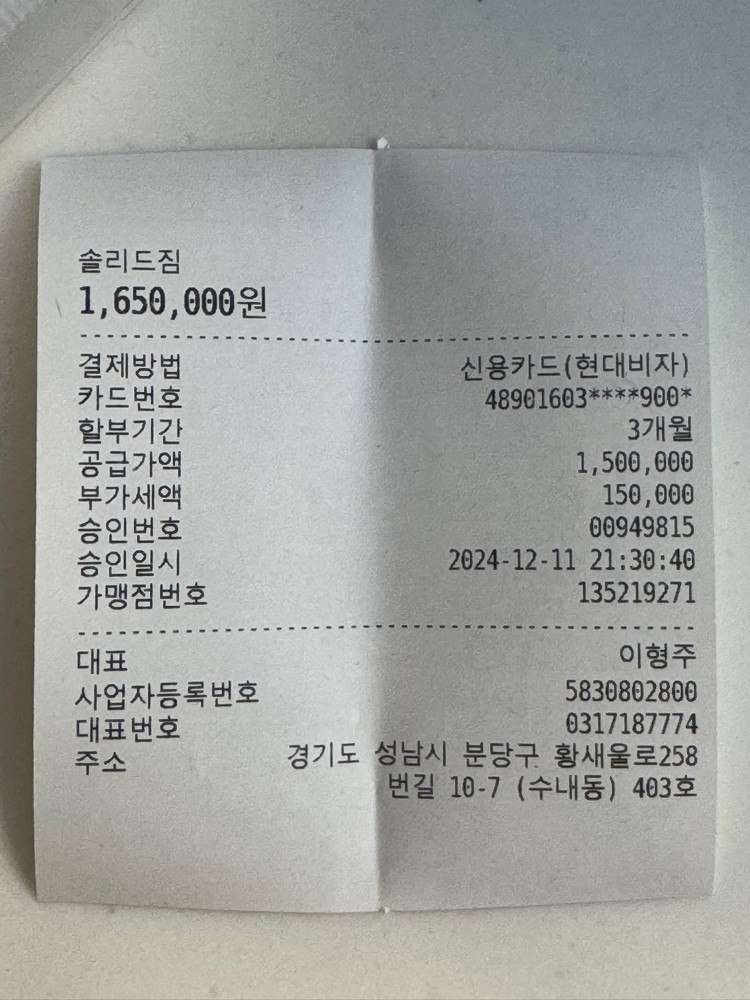 솔리드짐
1,650,000원
결제방법 신용카드(현대비자)
카드번호 48901603****900*
할부기간 3개월
공급가액 1,500,000
부가세액 150,000
승인번호 00949815
승인일시 2024-12-11 21:30:40
가맹점번호 135219271
대표 이형주
사업자등록번호 5830802800
대표번호 0317187774
주소 경기도 성남시 분당구 황새울로258
번길 10-7 (수내동) 403호